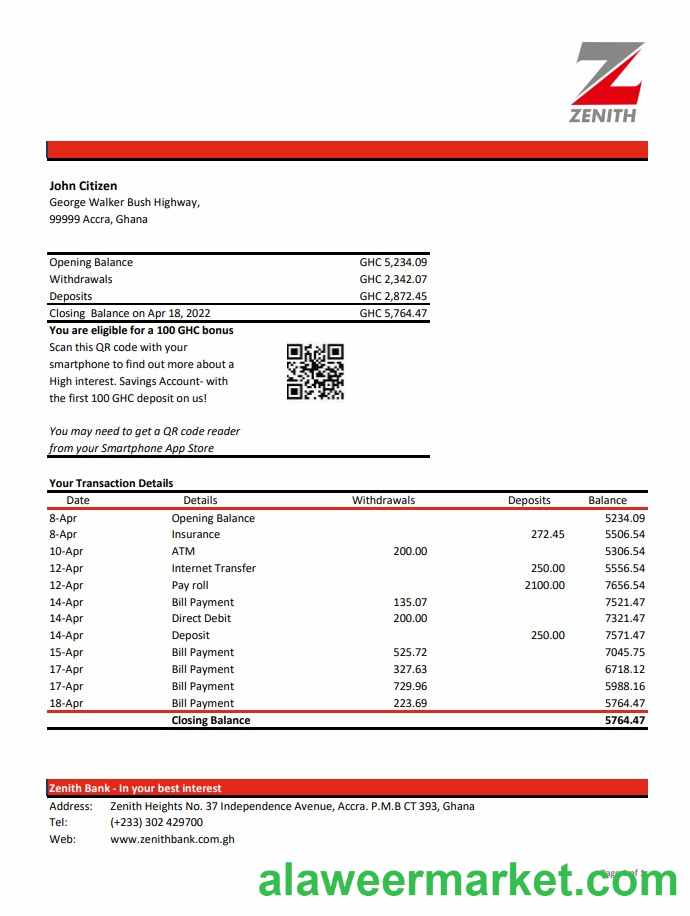 ZENITH
John Citizen
George Walker Bush Highway,
99999 Accra, Ghana
Opening Balance GHC 5,234.09
Withdrawals GHC 2,342.07
Deposits GHC 2,872.45
Closing Balance on Apr 18, 2022 GHC 5,764.47
You are eligible for a 100 GHC bonus
Scan this QR code with your
smartphone to find out more about a
High interest. Savings Account- with
the first 100 GHC deposit on us!
You may need to get a QR code reader
from your Smartphone App Store
Your Transaction Details
Date Details Withdrawals Deposits Balance
8-Apr Opening Balance 5234.09
8-Apr Insurance 272.45 5506.54
10-Apr ATM 200.00 5306.54
12-Apr Internet Transfer 250.00 5556.54
12-Apr Pay roll 2100.00 7656.54
14-Apr Bill Payment 135.07 7521.47
14-Apr Direct Debit 200.00 7321.47
14-Apr Deposit 250.00 7571.47
15-Apr Bill Payment 525.72 7045.75
17-Apr Bill Payment 327.63 6718.12
17-Apr Bill Payment 729.96 5988.16
18-Apr Bill Payment 223.69 5764.47
Closing Balance 5764.47
Zenith Bank - In your best interest
Address: Zenith Heights No. 37 Independence Avenue, Accra. P.M.B CT 393, Ghana
Tel: (+233) 302 429700
Web: www.zenithbank.com.gh
alaweermarket.com